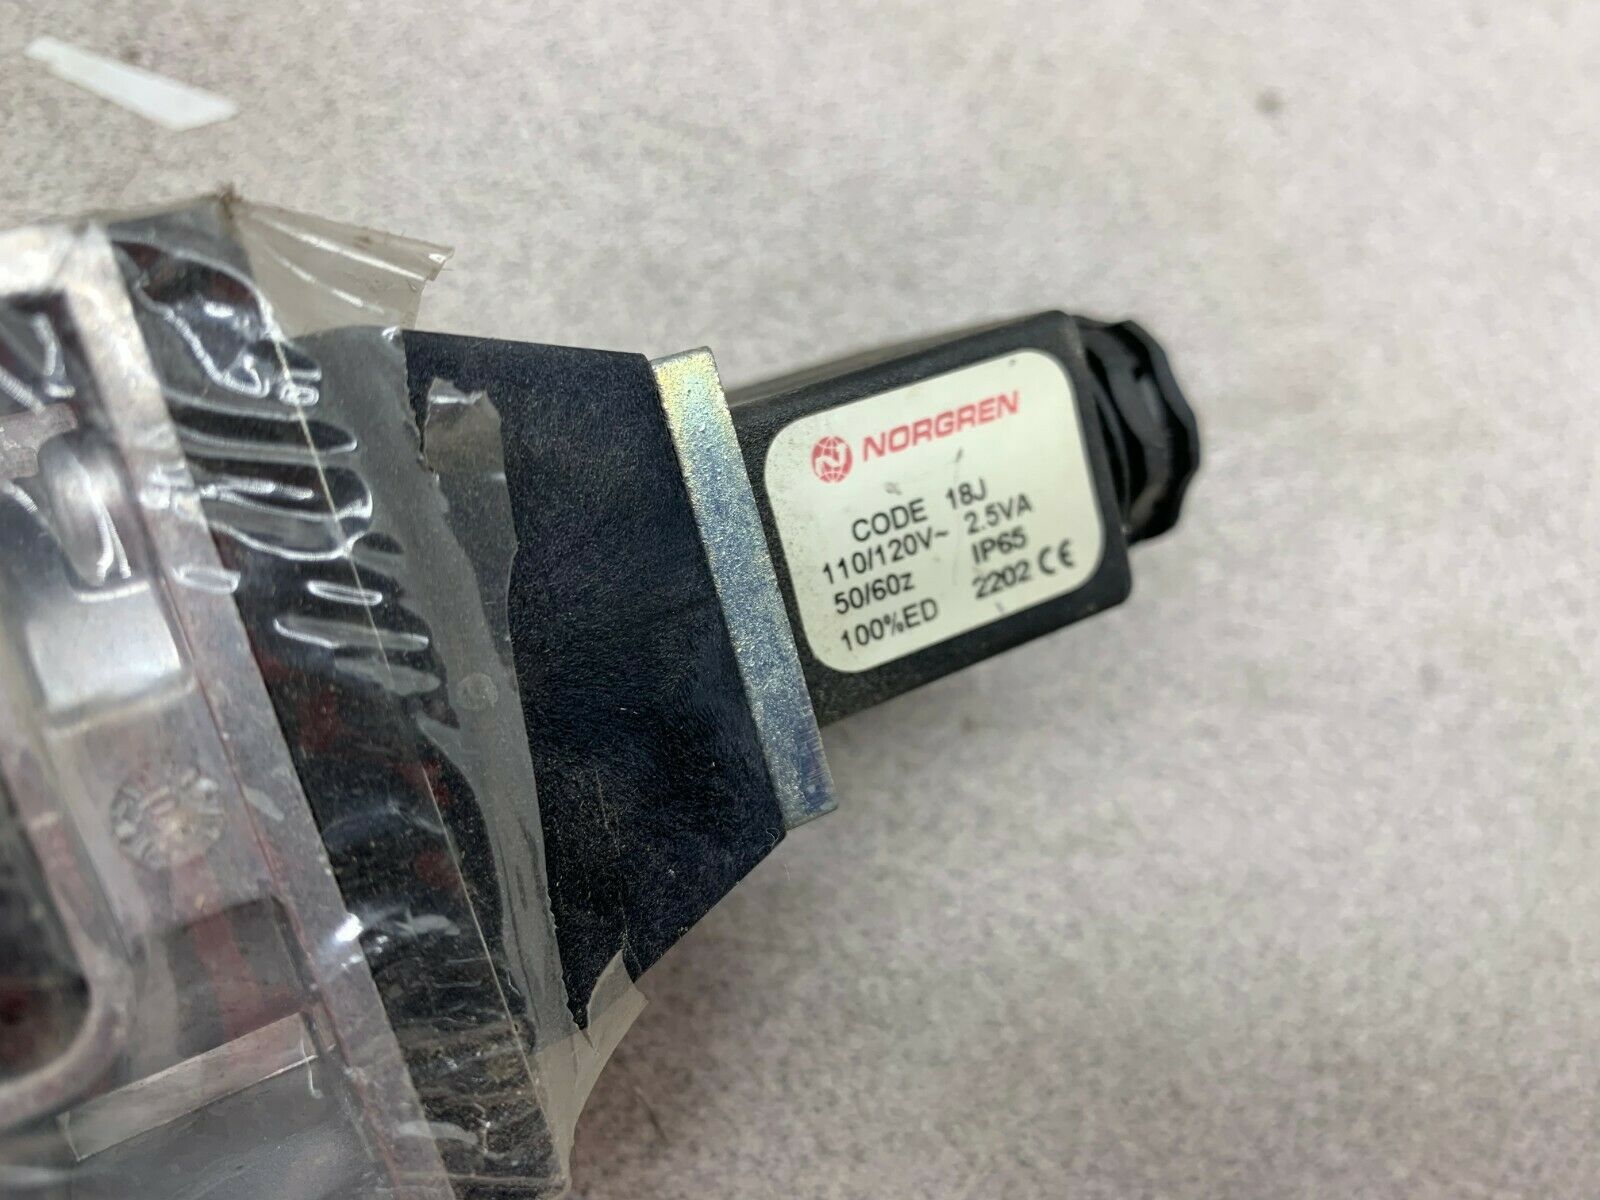 NORGREN
CODE 18J
110/120V~ 2.5VA
50/60z IP65
100%ED 2202 CE